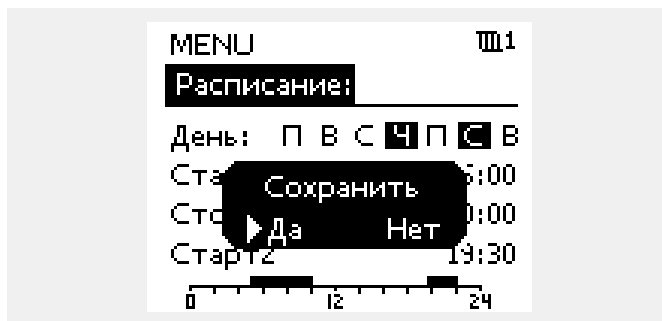 MENU 1
Расписание:
День: П В С Ч П С В
Ста :00
Сохранить
Сто :00
Да Нет
Старт2 19:30
0 12 24